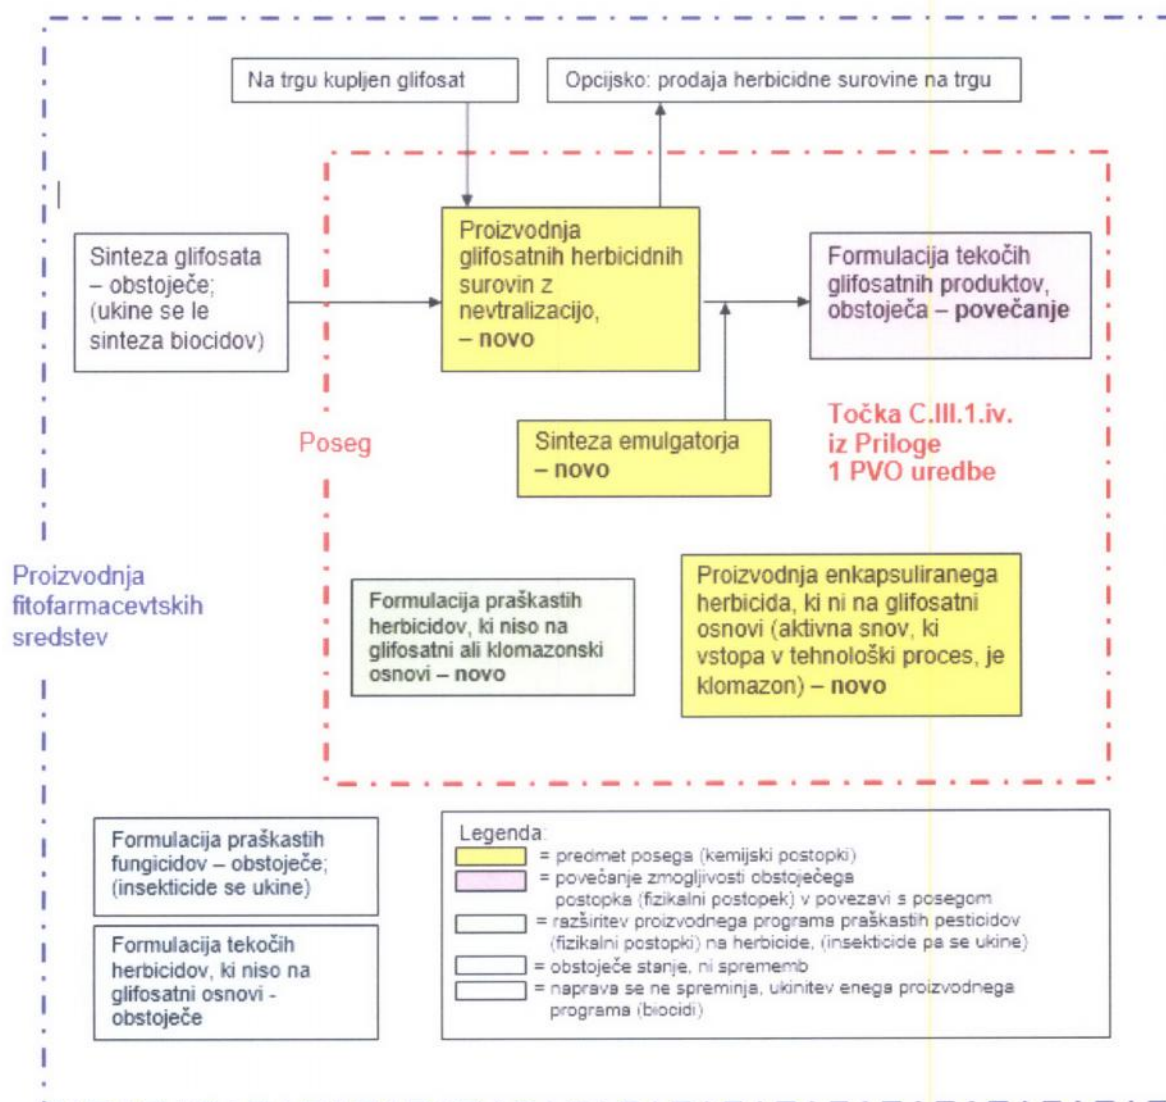 Na trgu kupljen glifosat
Opcijsko: prodaja herbicidne surovine na trgu
Sinteza glifosata
– obstoječe;
(ukine se le
sinteza biocidov)
Proizvodnja
glifosatnih herbicidnih
surovin z
nevtralizacijo,
– novo
Formulacija tekočih
glifosatnih produktov,
obstoječa – povečanje
Poseg
Sinteza emulgatorja
– novo
Točka C.III.1.iv.
iz Priloge
1 PVO uredbe
Proizvodnja
fitofarmacevtskih
sredstev
Formulacija praškastih
herbicidov, ki niso na
glifosatni ali klomazonski
osnovi – novo
Proizvodnja enkapsuliranega
herbicida, ki ni na glifosatni
osnovi (aktivna snov, ki
vstopa v tehnološki proces, je
klomazon) – novo
Formulacija praškastih
fungicidov – obstoječe;
(insekticide se ukine)
Formulacija tekočih
herbicidov, ki niso na
glifosatni osnovi -
obstoječe
Legenda:
= predmet posega (kemijski postopki)
= povečanje zmogljivosti obstoječega
postopka (fizikalni postopek) v povezavi s posegom
= razširitev proizvodnega programa praškastih pesticidov
(fizikalni postopki) na herbicide, (insekticide pa se ukine)
= obstoječe stanje, ni sprememb
= naprava se ne spreminja, ukinitev enega proizvodnega
programa (biocidi)